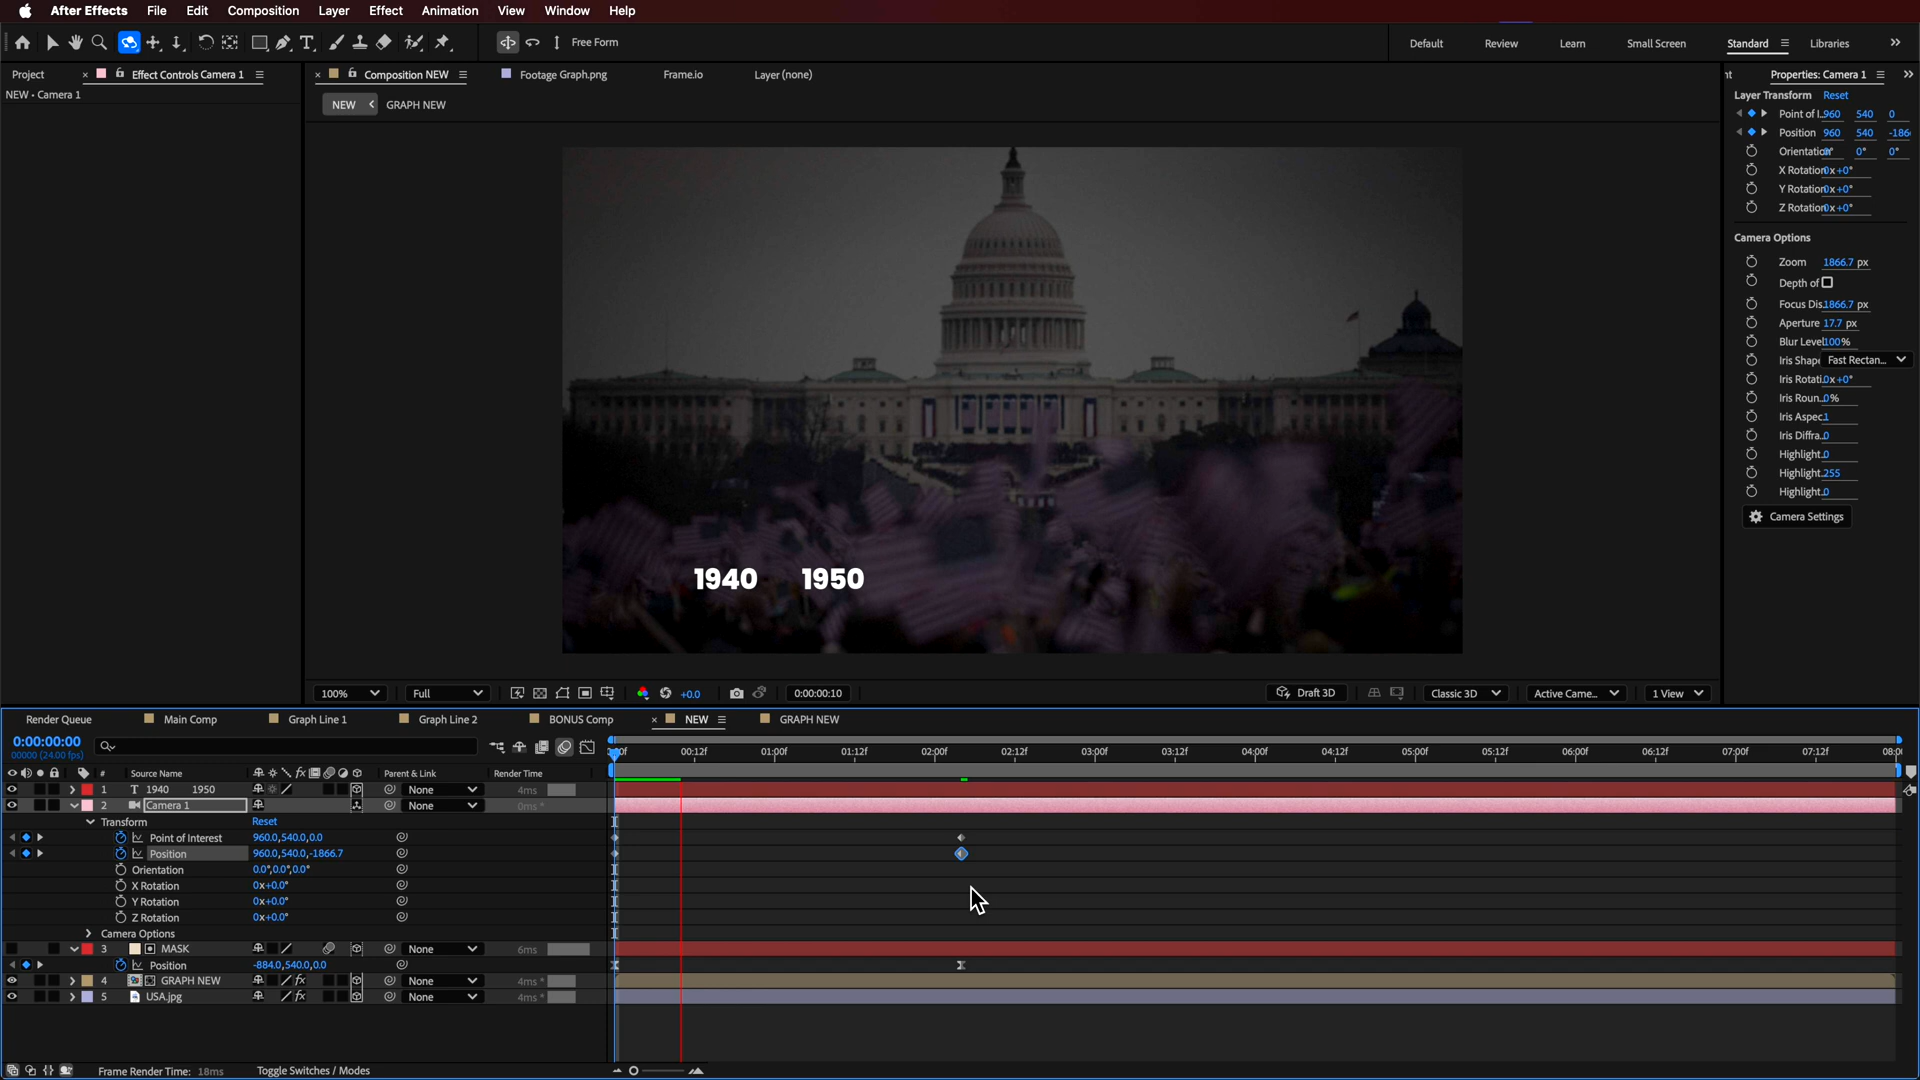 After Effects File Edit Composition Layer Effect Animation View Window Help
Free Form Default Review Learn Small Screen Standard Libraries
Project Effect Controls Camera 1 Composition NEW Footage Graph.png Frame.io Layer (none) Properties: Camera 1
NEW • Camera 1
NEW < GRAPH NEW
Layer Transform Reset
Point of I... 960 540 0
Position 960 540 -186
Orientation 0° 0° 0°
X Rotation 0x+0°
Y Rotation 0x+0°
Z Rotation 0x+0°
Camera Options
Zoom 1866.7 px
Depth of
Focus Dis... 1866.7 px
Aperture 17.7 px
Blur Level 100%
Iris Shape Fast Rectan...
Iris Rotati... 0x+0°
Iris Roun... 0%
Iris Aspec... 1
Iris Diffra... 0
Highlight... 0
Highlight... 255
Highlight... 0
Camera Settings
1940 1950
100% Full +0.0 0:00:00:10 Draft 3D Classic 3D Active Came... 1 View
Render Queue Main Comp Graph Line 1 Graph Line 2 BONUS Comp NEW GRAPH NEW
0:00:00:00
00000 (24.00 fps)
00:12f 01:00f 01:12f 02:00f 02:12f 03:00f 03:12f 04:00f 04:12f 05:00f 05:12f 06:00f 06:12f 07:00f 07:12f 08:0
# Source Name Parent & Link Render Time
1 T 1940 1950 None 4ms
2 Camera 1 None 0ms *
Transform Reset
Point of Interest 960.0,540.0,0.0
Position 960.0,540.0,-1866.7
Orientation 0.0°,0.0°,0.0°
X Rotation 0x+0.0°
Y Rotation 0x+0.0°
Z Rotation 0x+0.0°
Camera Options
3 MASK None 6ms
Position -884.0,540.0,0.0
4 GRAPH NEW None 4ms *
5 USA.jpg None 4ms *
Frame Render Time: 18ms Toggle Switches / Modes